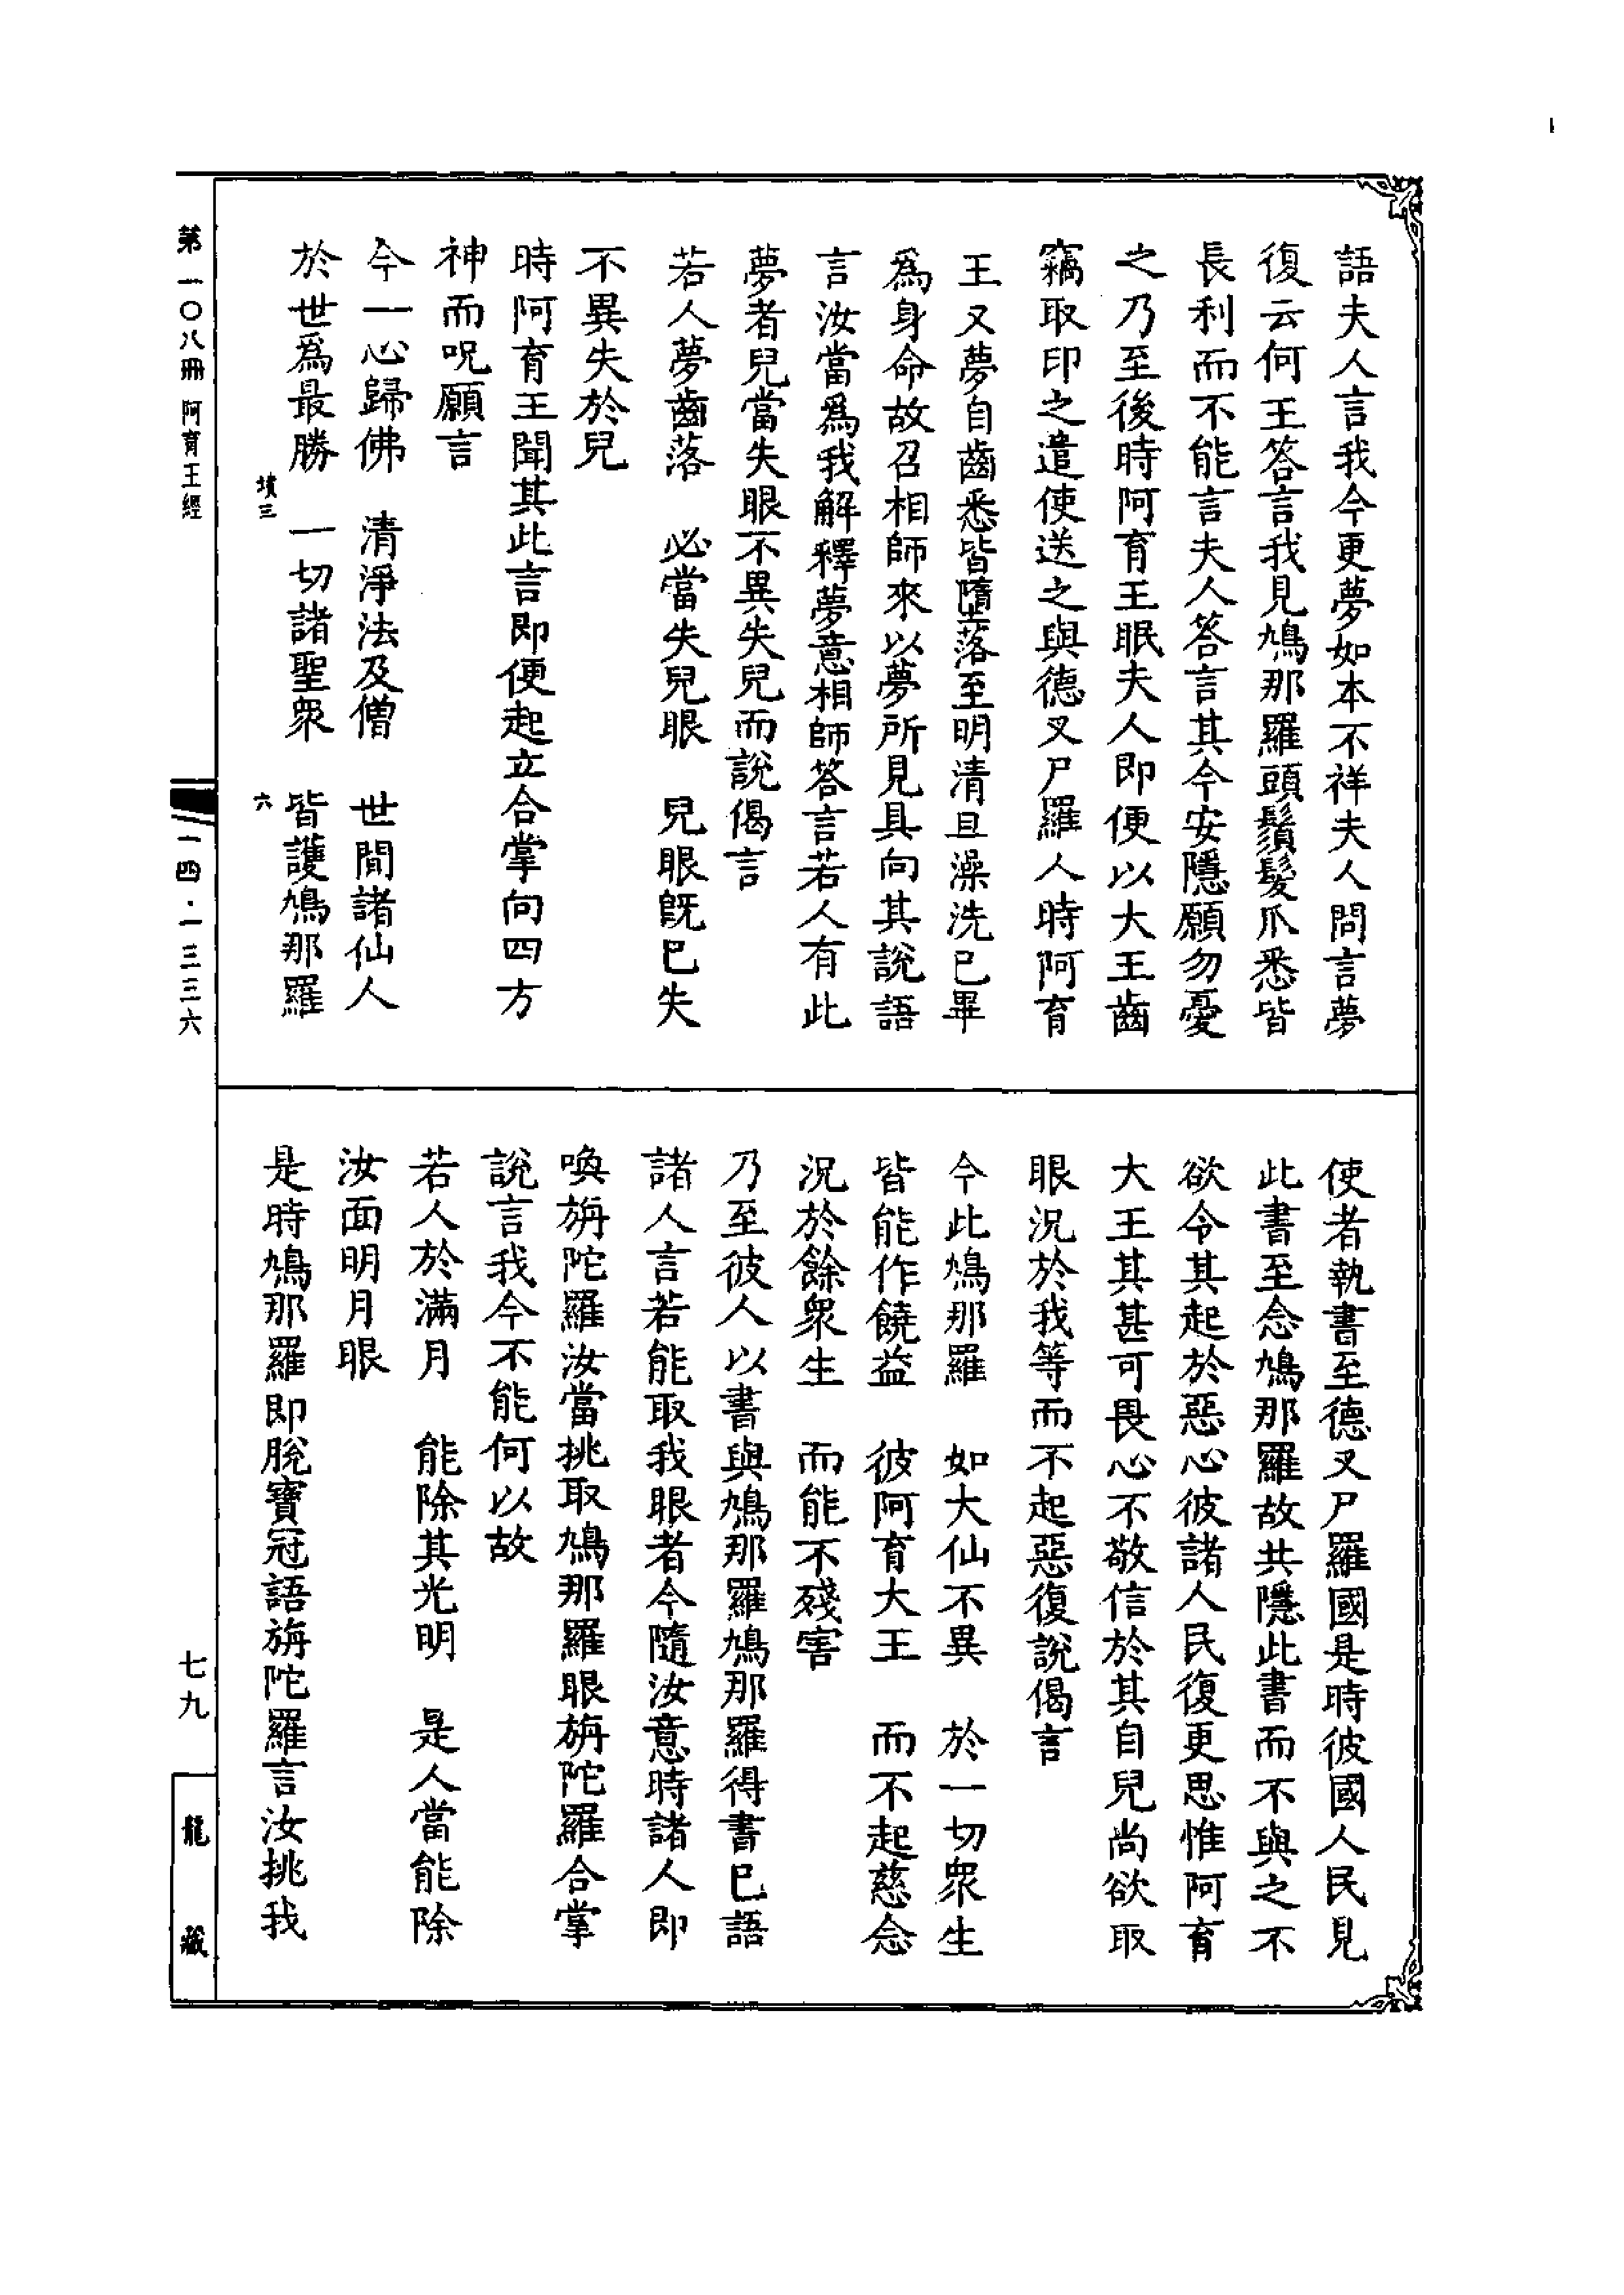 語夫人言我今更夢如本不祥夫人問言夢
復云何王答言我見鳩那羅頭鬚髮爪悉皆
長利而不能言夫人答言其今安隱願勿憂
之乃至後時阿育王眠夫人即便以大王齒
竊取印之遣使送之與德叉尸羅人時阿育
王又夢自齒悉皆墮落至明清旦澡洗已畢
為身命故召相師來以夢所見具向其說語
言汝當為我解釋夢意相師答言若人有此
夢者兒當失眼不異失兒而說偈言
若人夢齒落　必當失兒眼　兒眼既已失
不異失於兒
時阿育王聞其此言即便起立合掌向四方
神而呪願言
今一心歸佛　清淨法及僧　世間諸仙人
於世為最勝　一切諸聖眾　皆護鳩那羅
墳三　六
使者執書至德叉尸羅國是時彼國人民見
此書至念鳩那羅故共隱此書而不與之不
欲令其起於惡心彼諸人民復更思惟阿育
大王其甚可畏心不敬信於其自兒尚欲取
眼況於我等而不起惡復說偈言
今此鳩那羅　如大仙不異　於一切眾生
皆能作饒益　彼阿育大王　而不起慈念
況於餘眾生　而能不殘害
乃至彼人以書與鳩那羅鳩那羅得書已語
諸人言若能取我眼者今隨汝意時諸人即
喚旃陀羅汝當挑取鳩那羅眼旃陀羅合掌
說言我今不能何以故
若人於滿月　能除其光明　是人當能除
汝面明月眼
是時鳩那羅即脫寶冠語旃陀羅言汝挑我
第一〇八冊　阿育王經
一四·一三三六
七九
龍藏